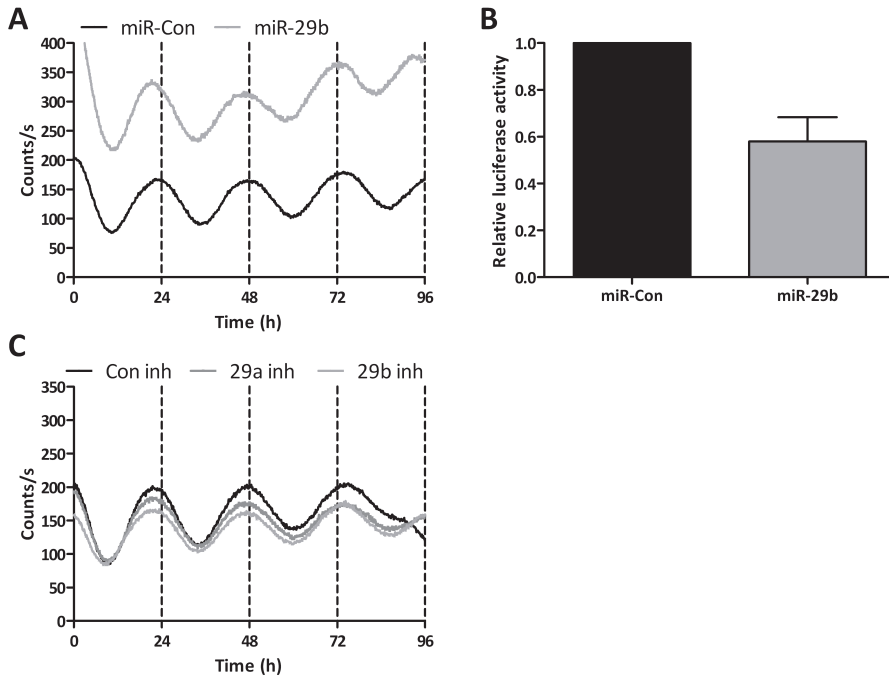 A
miR-Con miR-29b
400
350
300
250
200
150
100
50
0
Counts/s
0 24 48 72 96
Time (h)
B
1.0
0.8
0.6
0.4
0.2
0.0
Relative luciferase activity
miR-Con miR-29b
C
Con inh 29a inh 29b inh
350
300
250
200
150
100
50
0
Counts/s
0 24 48 72 96
Time (h)